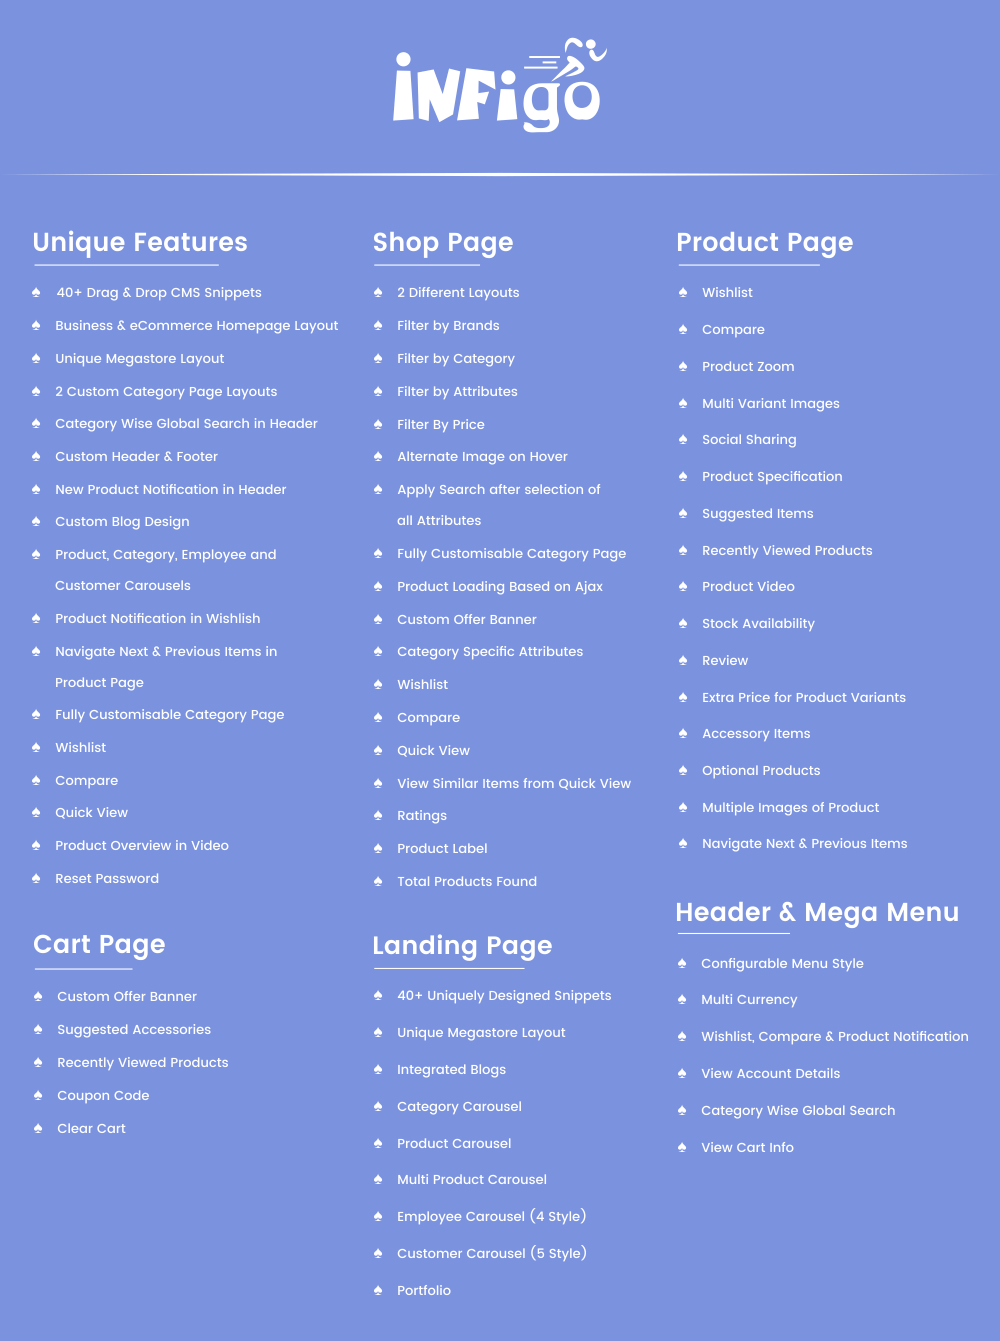 iNFigo
Unique Features
♠ 40+ Drag & Drop CMS Snippets
♠ Business & eCommerce Homepage Layout
♠ Unique Megastore Layout
♠ 2 Custom Category Page Layouts
♠ Category Wise Global Search in Header
♠ Custom Header & Footer
♠ New Product Notification in Header
♠ Custom Blog Design
♠ Product, Category, Employee and
Customer Carousels
♠ Product Notification in Wishlish
♠ Navigate Next & Previous Items in
Product Page
♠ Fully Customisable Category Page
♠ Wishlist
♠ Compare
♠ Quick View
♠ Product Overview in Video
♠ Reset Password
Cart Page
♠ Custom Offer Banner
♠ Suggested Accessories
♠ Recently Viewed Products
♠ Coupon Code
♠ Clear Cart
Shop Page
♠ 2 Different Layouts
♠ Filter by Brands
♠ Filter by Category
♠ Filter by Attributes
♠ Filter By Price
♠ Alternate Image on Hover
♠ Apply Search after selection of
all Attributes
♠ Fully Customisable Category Page
♠ Product Loading Based on Ajax
♠ Custom Offer Banner
♠ Category Specific Attributes
♠ Wishlist
♠ Compare
♠ Quick View
♠ View Similar Items from Quick View
♠ Ratings
♠ Product Label
♠ Total Products Found
Landing Page
♠ 40+ Uniquely Designed Snippets
♠ Unique Megastore Layout
♠ Integrated Blogs
♠ Category Carousel
♠ Product Carousel
♠ Multi Product Carousel
♠ Employee Carousel (4 Style)
♠ Customer Carousel (5 Style)
♠ Portfolio
Product Page
♠ Wishlist
♠ Compare
♠ Product Zoom
♠ Multi Variant Images
♠ Social Sharing
♠ Product Specification
♠ Suggested Items
♠ Recently Viewed Products
♠ Product Video
♠ Stock Availability
♠ Review
♠ Extra Price for Product Variants
♠ Accessory Items
♠ Optional Products
♠ Multiple Images of Product
♠ Navigate Next & Previous Items
Header & Mega Menu
♠ Configurable Menu Style
♠ Multi Currency
♠ Wishlist, Compare & Product Notification
♠ View Account Details
♠ Category Wise Global Search
♠ View Cart Info